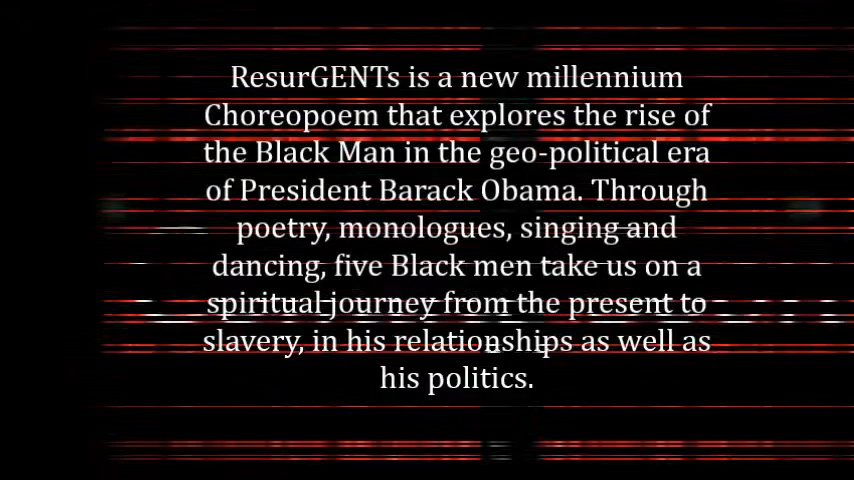 ResurGENTs is a new millennium
Choreopoem that explores the rise of
the Black Man in the geo-political era
of President Barack Obama. Through
poetry, monologues, singing and
dancing, five Black men take us on a
spiritual journey from the present to
slavery, in his relationships as well as
his politics.